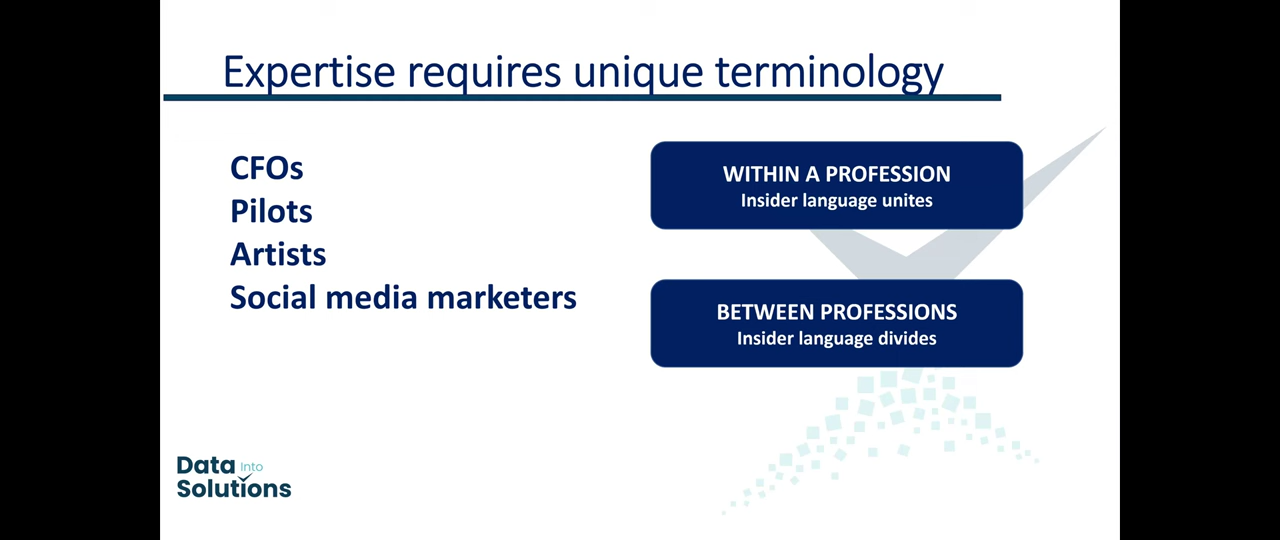 Expertise requires unique terminology
CFOs
Pilots
Artists
Social media marketers
WITHIN A PROFESSION
Insider language unites
BETWEEN PROFESSIONS
Insider language divides
Data Into
Solutions